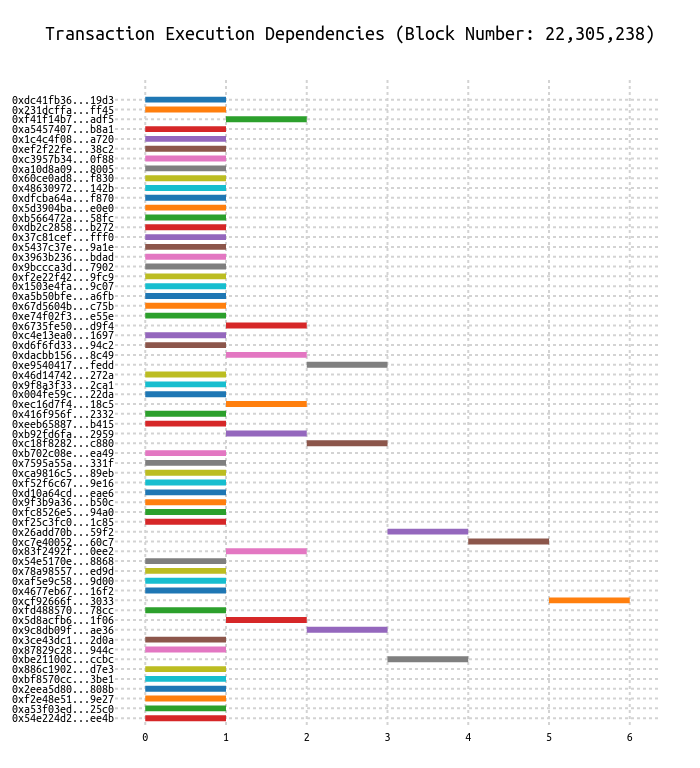 Transaction Execution Dependencies (Block Number: 22,305,238)
0xdc41fb36...19d3
0x231dcffa...ff45
0xf41f14b7...adf5
0xa5457407...b8a1
0x1c4c4f08...a720
0xef2f22fe...38c2
0xc3957b34...0f88
0xa10d8a09...8005
0x60ce0ad8...f830
0x48630972...142b
0xdfcba64a...f870
0x5d3904ba...e0e0
0xb566472a...58fc
0xdb2c2858...b272
0x37c81cef...fff0
0x5437c37e...9a1e
0x3963b236...bdad
0x9bccca3d...7902
0xf2e22f42...9fc9
0x1503e4fa...9c07
0xa5b50bfe...a6fb
0x67d5604b...c75b
0xe74f02f3...e55e
0x6735fe50...d9f4
0xc4e13ea0...1697
0xd6f6fd33...94c2
0xdacbb156...8c49
0xe9540417...fedd
0x46d14742...272a
0x9f8a3f33...2ca1
0x004fe59c...22da
0xec16d7f4...18c5
0x416f956f...2332
0xeeb65887...b415
0xb92fd6fa...2959
0xc18f8282...c880
0xb702c08e...ea49
0x7595a55a...331f
0xca9816c5...89eb
0xf52f6c67...9e16
0xd10a64cd...eae6
0x9f3b9a36...b50c
0xfc8526e5...94a0
0xf25c3fc0...1c85
0x26add70b...59f2
0xc7e40052...60c7
0x83f2492f...0ee2
0x54e5170e...8868
0x78a98557...ed9d
0xaf5e9c58...9d00
0x4677eb67...16f2
0xcf92666f...3033
0xfd488570...78cc
0x5d8acfb6...1f06
0x9c8db09f...ae36
0x3ce43dc1...2d0a
0x87829c28...944c
0xbe2110dc...ccbc
0x886c1902...d7e3
0xbf8570cc...3be1
0x2eea5d80...808b
0xf2e48e51...9e27
0xa53f03ed...25c0
0x54e224d2...ee4b
0 1 2 3 4 5 6